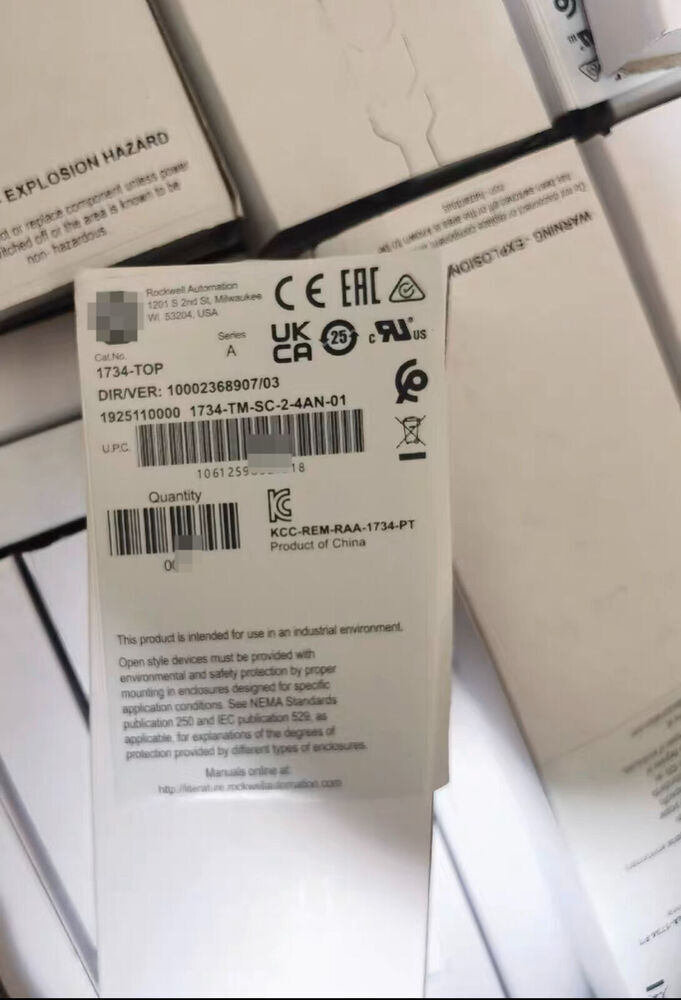 EXPLOSION HAZARD
ct or replace component unless power
itched off or the area is known to be
non- hazardous
WARNING - EXPLOSION
Rockwell Automation
1201 S 2nd St, Milwaukee
WI, 53204, USA
CE EAC
UK
CA
25
c RU US
Series
A
Cat.No.
1734-TOP
DIR/VER: 10002368907/03
1925110000 1734-TM-SC-2-4AN-01
U.P.C.
1061259 18
Quantity
00
KCC-REM-RAA-1734-PT
Product of China
This product is intended for use in an industrial environment.
Open style devices must be provided with
environmental and safety protection by proper
mounting in enclosures designed for specific
application conditions. See NEMA Standards
publication 250 and IEC publication 529, as
applicable, for explanations of the degrees of
protection provided by different types of enclosures.
Manuals online at:
http://literature.rockwellautomation.com